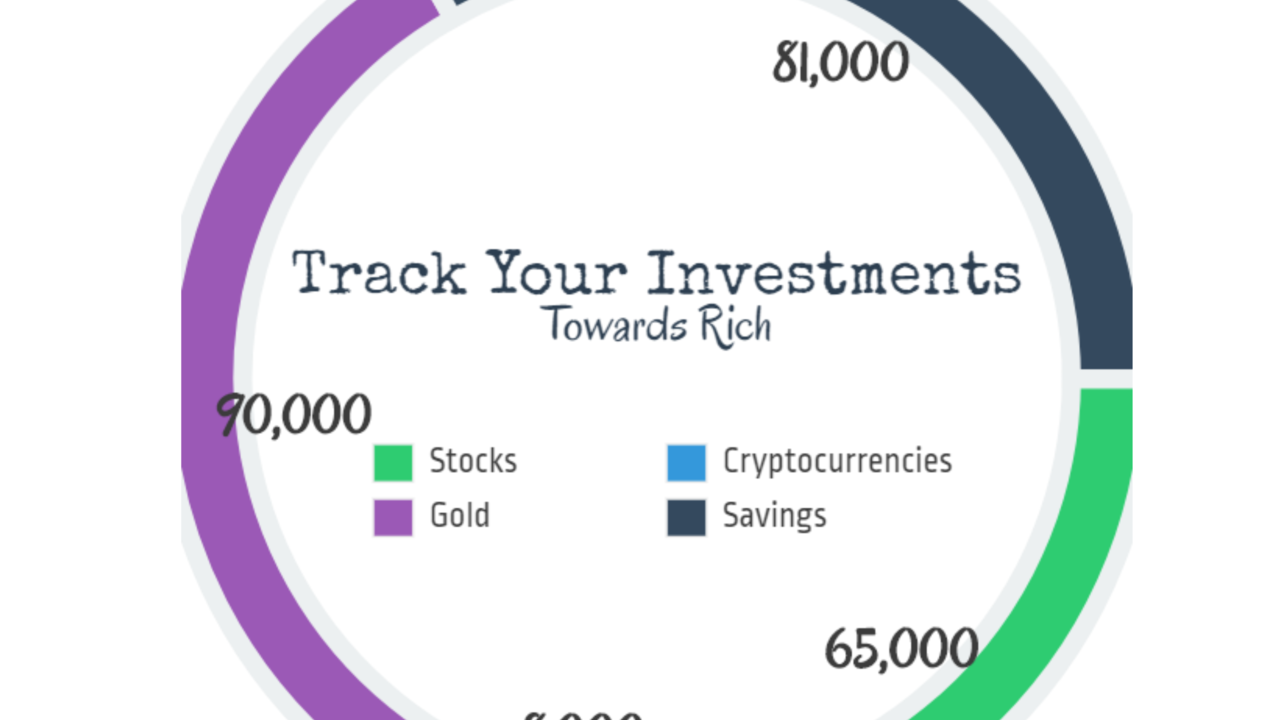 81,000
Track Your Investments
Towards Rich
90,000
Stocks
Cryptocurrencies
Gold
Savings
65,000